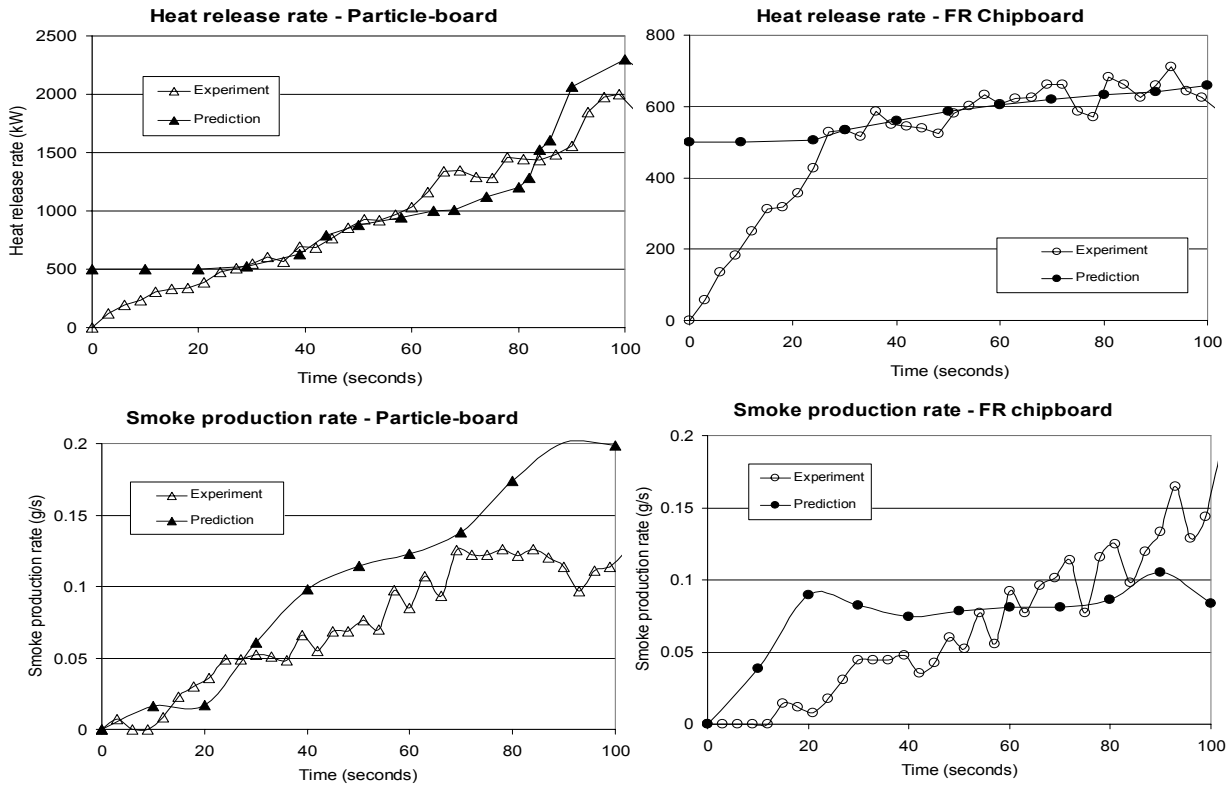 Heat release rate - Particle-board
2500
2000
1500
1000
500
0
Heat release rate (kW)
Experiment
Prediction
0 20 40 60 80 100
Time (seconds)
Heat release rate - FR Chipboard
800
600
400
200
0
Heat release rate (kW)
Experiment
Prediction
0 20 40 60 80 100
Time (seconds)
Smoke production rate - Particle-board
0.2
0.15
0.1
0.05
0
Smoke production rate (g/s)
Experiment
Prediction
0 20 40 60 80 100
Time (seconds)
Smoke production rate - FR chipboard
0.2
0.15
0.1
0.05
0
Smoke production rate (g/s)
Experiment
Prediction
0 20 40 60 80 100
Time (seconds)